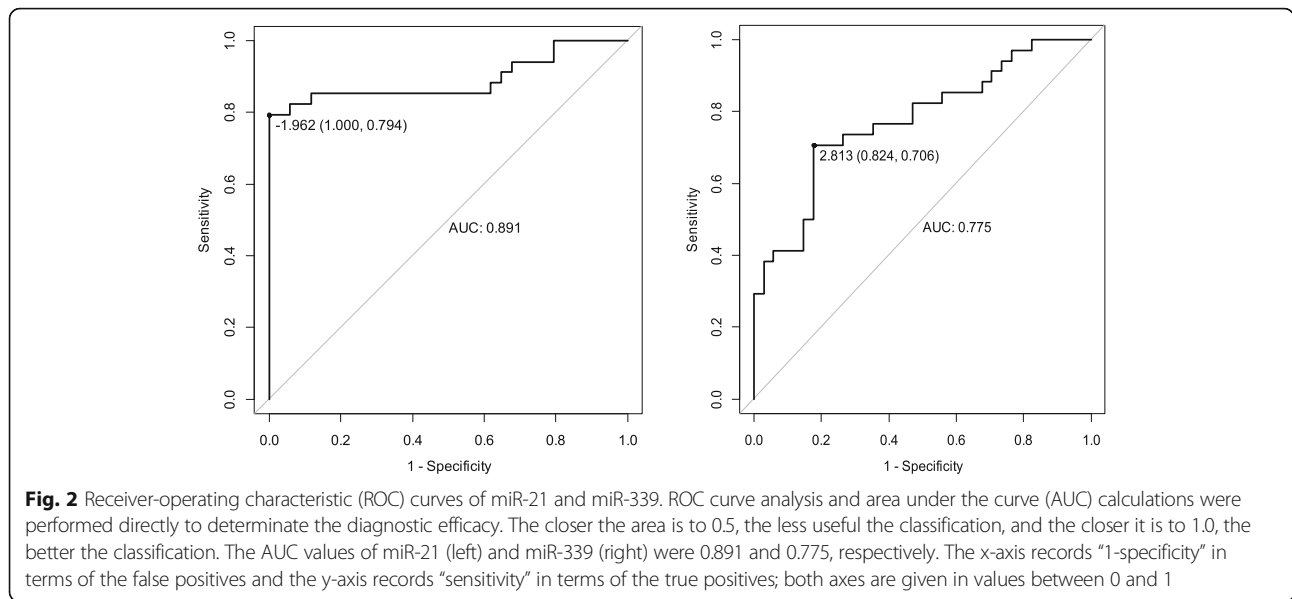 1.0
0.8
0.6
0.4
0.2
0.0
Sensitivity
-1.962 (1.000, 0.794)
AUC: 0.891
0.0 0.2 0.4 0.6 0.8 1.0
1 - Specificity
1.0
0.8
0.6
0.4
0.2
0.0
Sensitivity
2.813 (0.824, 0.706)
AUC: 0.775
0.0 0.2 0.4 0.6 0.8 1.0
1 - Specificity
Fig. 2 Receiver-operating characteristic (ROC) curves of miR-21 and miR-339. ROC curve analysis and area under the curve (AUC) calculations were
performed directly to determinate the diagnostic efficacy. The closer the area is to 0.5, the less useful the classification, and the closer it is to 1.0, the
better the classification. The AUC values of miR-21 (left) and miR-339 (right) were 0.891 and 0.775, respectively. The x-axis records “1-specificity” in
terms of the false positives and the y-axis records “sensitivity” in terms of the true positives; both axes are given in values between 0 and 1